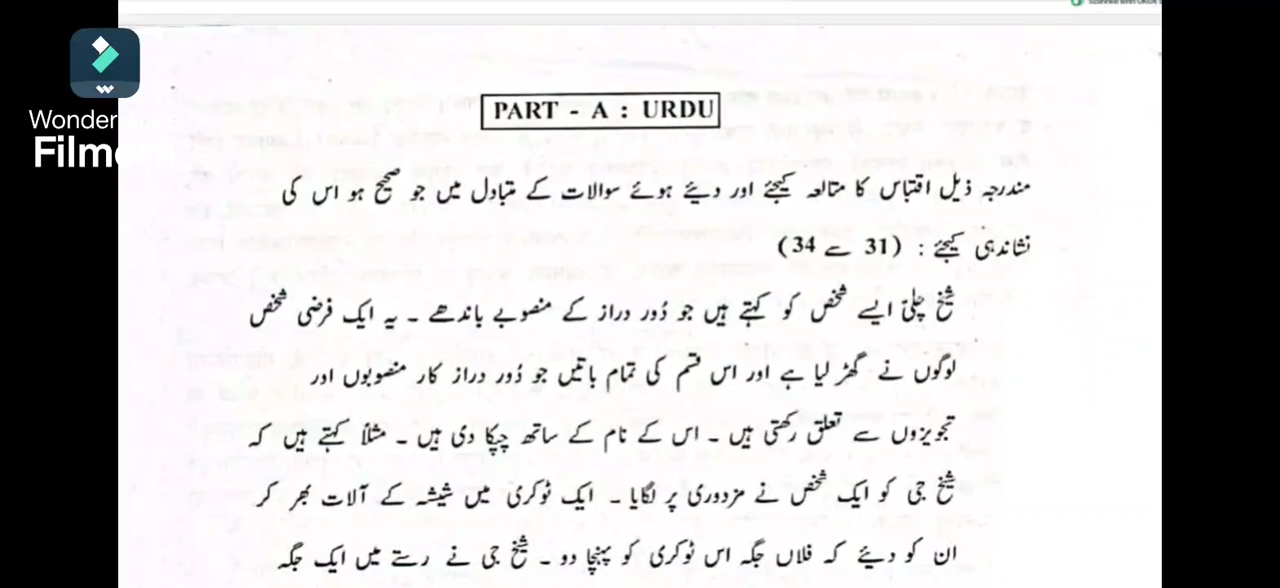 Wonder
Film
PART - A : URDU
مندرجہ ذیل اقتباس کا متالعہ کیجئے اور دیئے ہوئے سوالات کے متبادل میں جو صحیح ہو اس کی
نشاندہی کیجئے : (31 سے 34)
شیخ چلّی ایسے شخص کو کہتے ہیں جو دُور دراز کے منصوبے باندھے ۔ یہ ایک فرضی شخص
لوگوں نے گھڑ لیا ہے اور اس قسم کی تمام باتیں جو دُور دراز کار منصوبوں اور
تجویزوں سے تعلق رکھتی ہیں ۔ اس کے نام کے ساتھ چپکا دی ہیں ۔ مثلاً کہتے ہیں کہ
شیخ جی کو ایک شخص نے مزدوری پر لگایا ۔ ایک ٹوکری میں شیشہ کے آلات بھر کر
ان کو دیئے کہ فلاں جگہ اس ٹوکری کو پہنچا دو ۔ شیخ جی نے رستے میں ایک جگہ